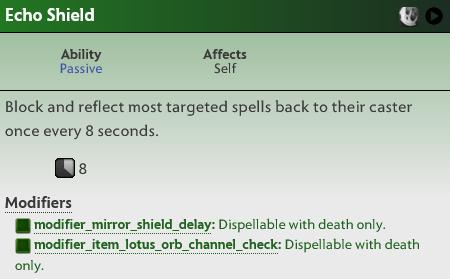 Echo Shield
Ability Affects
Passive Self
Block and reflect most targeted spells back to their caster
once every 8 seconds.
8
Modifiers
modifier_mirror_shield_delay: Dispellable with death only.
modifier_item_lotus_orb_channel_check: Dispellable with death
only.